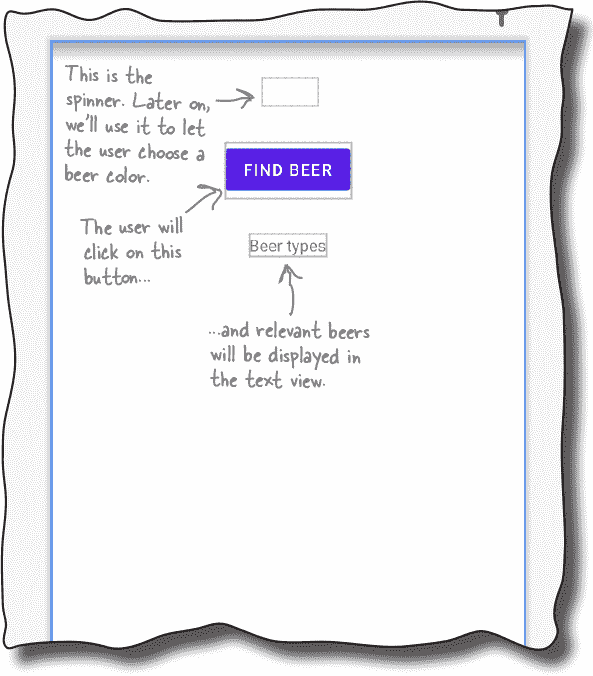 This is the
spinner. Later on,
we'll use it to let
the user choose a
beer color.
FIND BEER
The user will
click on this
button...
Beer types
...and relevant beers
will be displayed in
the text view.